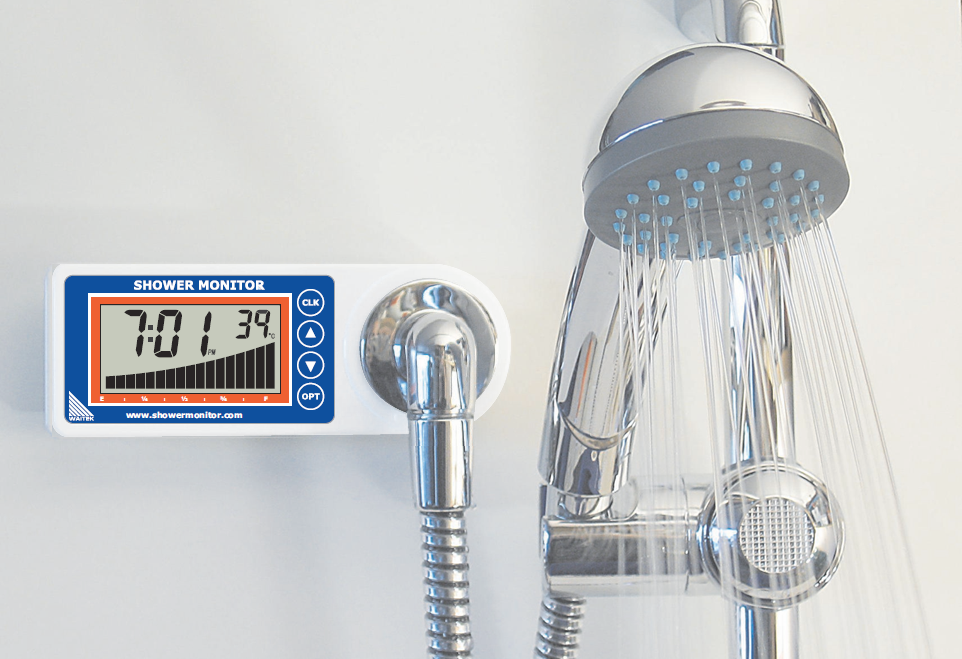 SHOWER MONITOR
CLK
7:01 PM 39 °C
E ¼ ½ ¾ F
OPT
WAITEK
www.showermonitor.com